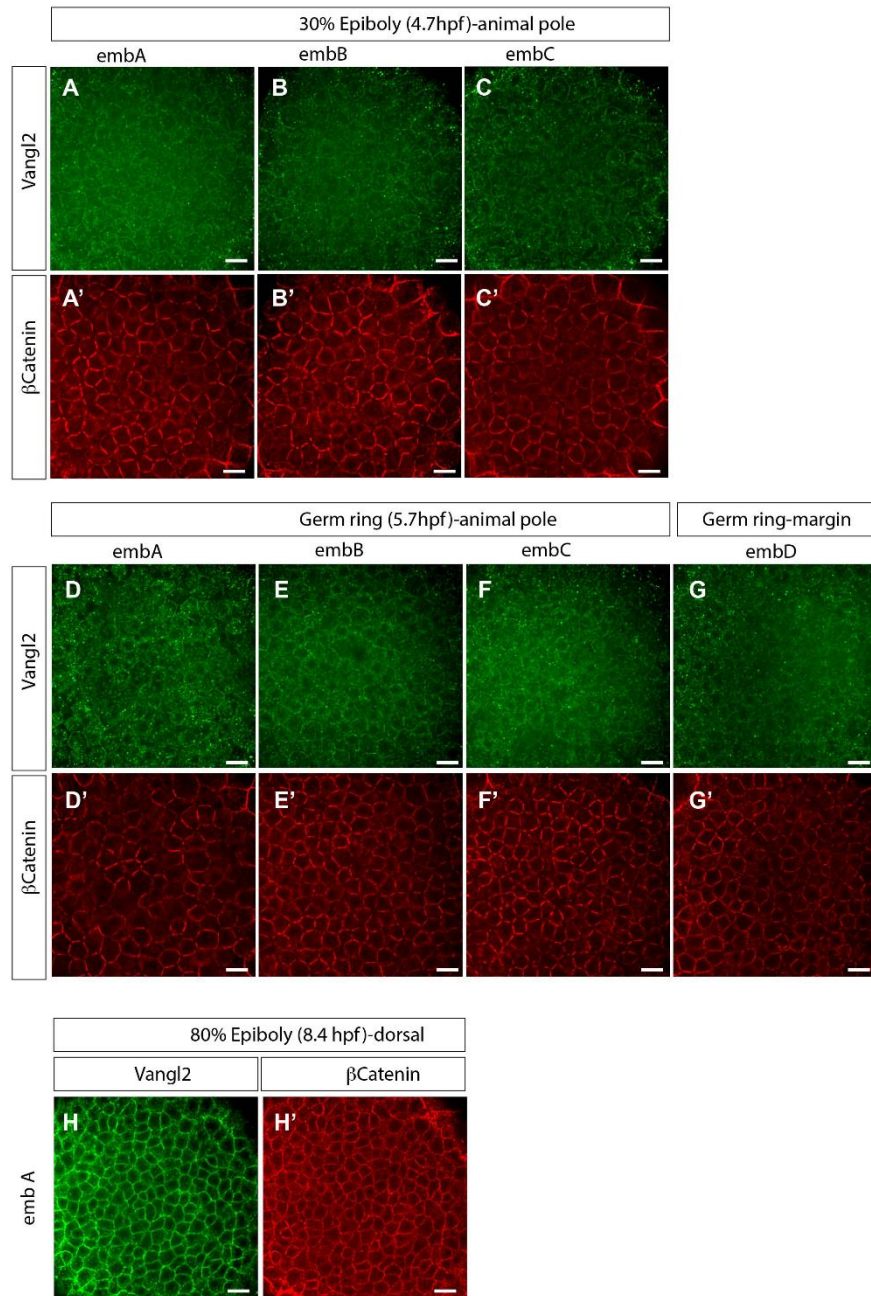 30% Epiboly (4.7hpf)-animal pole
embA embB embC
Vangl2
A B C
βCatenin
A’ B’ C’
Germ ring (5.7hpf)-animal pole Germ ring-margin
embA embB embC embD
Vangl2
D E F G
βCatenin
D’ E’ F’ G’
80% Epiboly (8.4 hpf)-dorsal
Vangl2 βCatenin
emb A
H H’